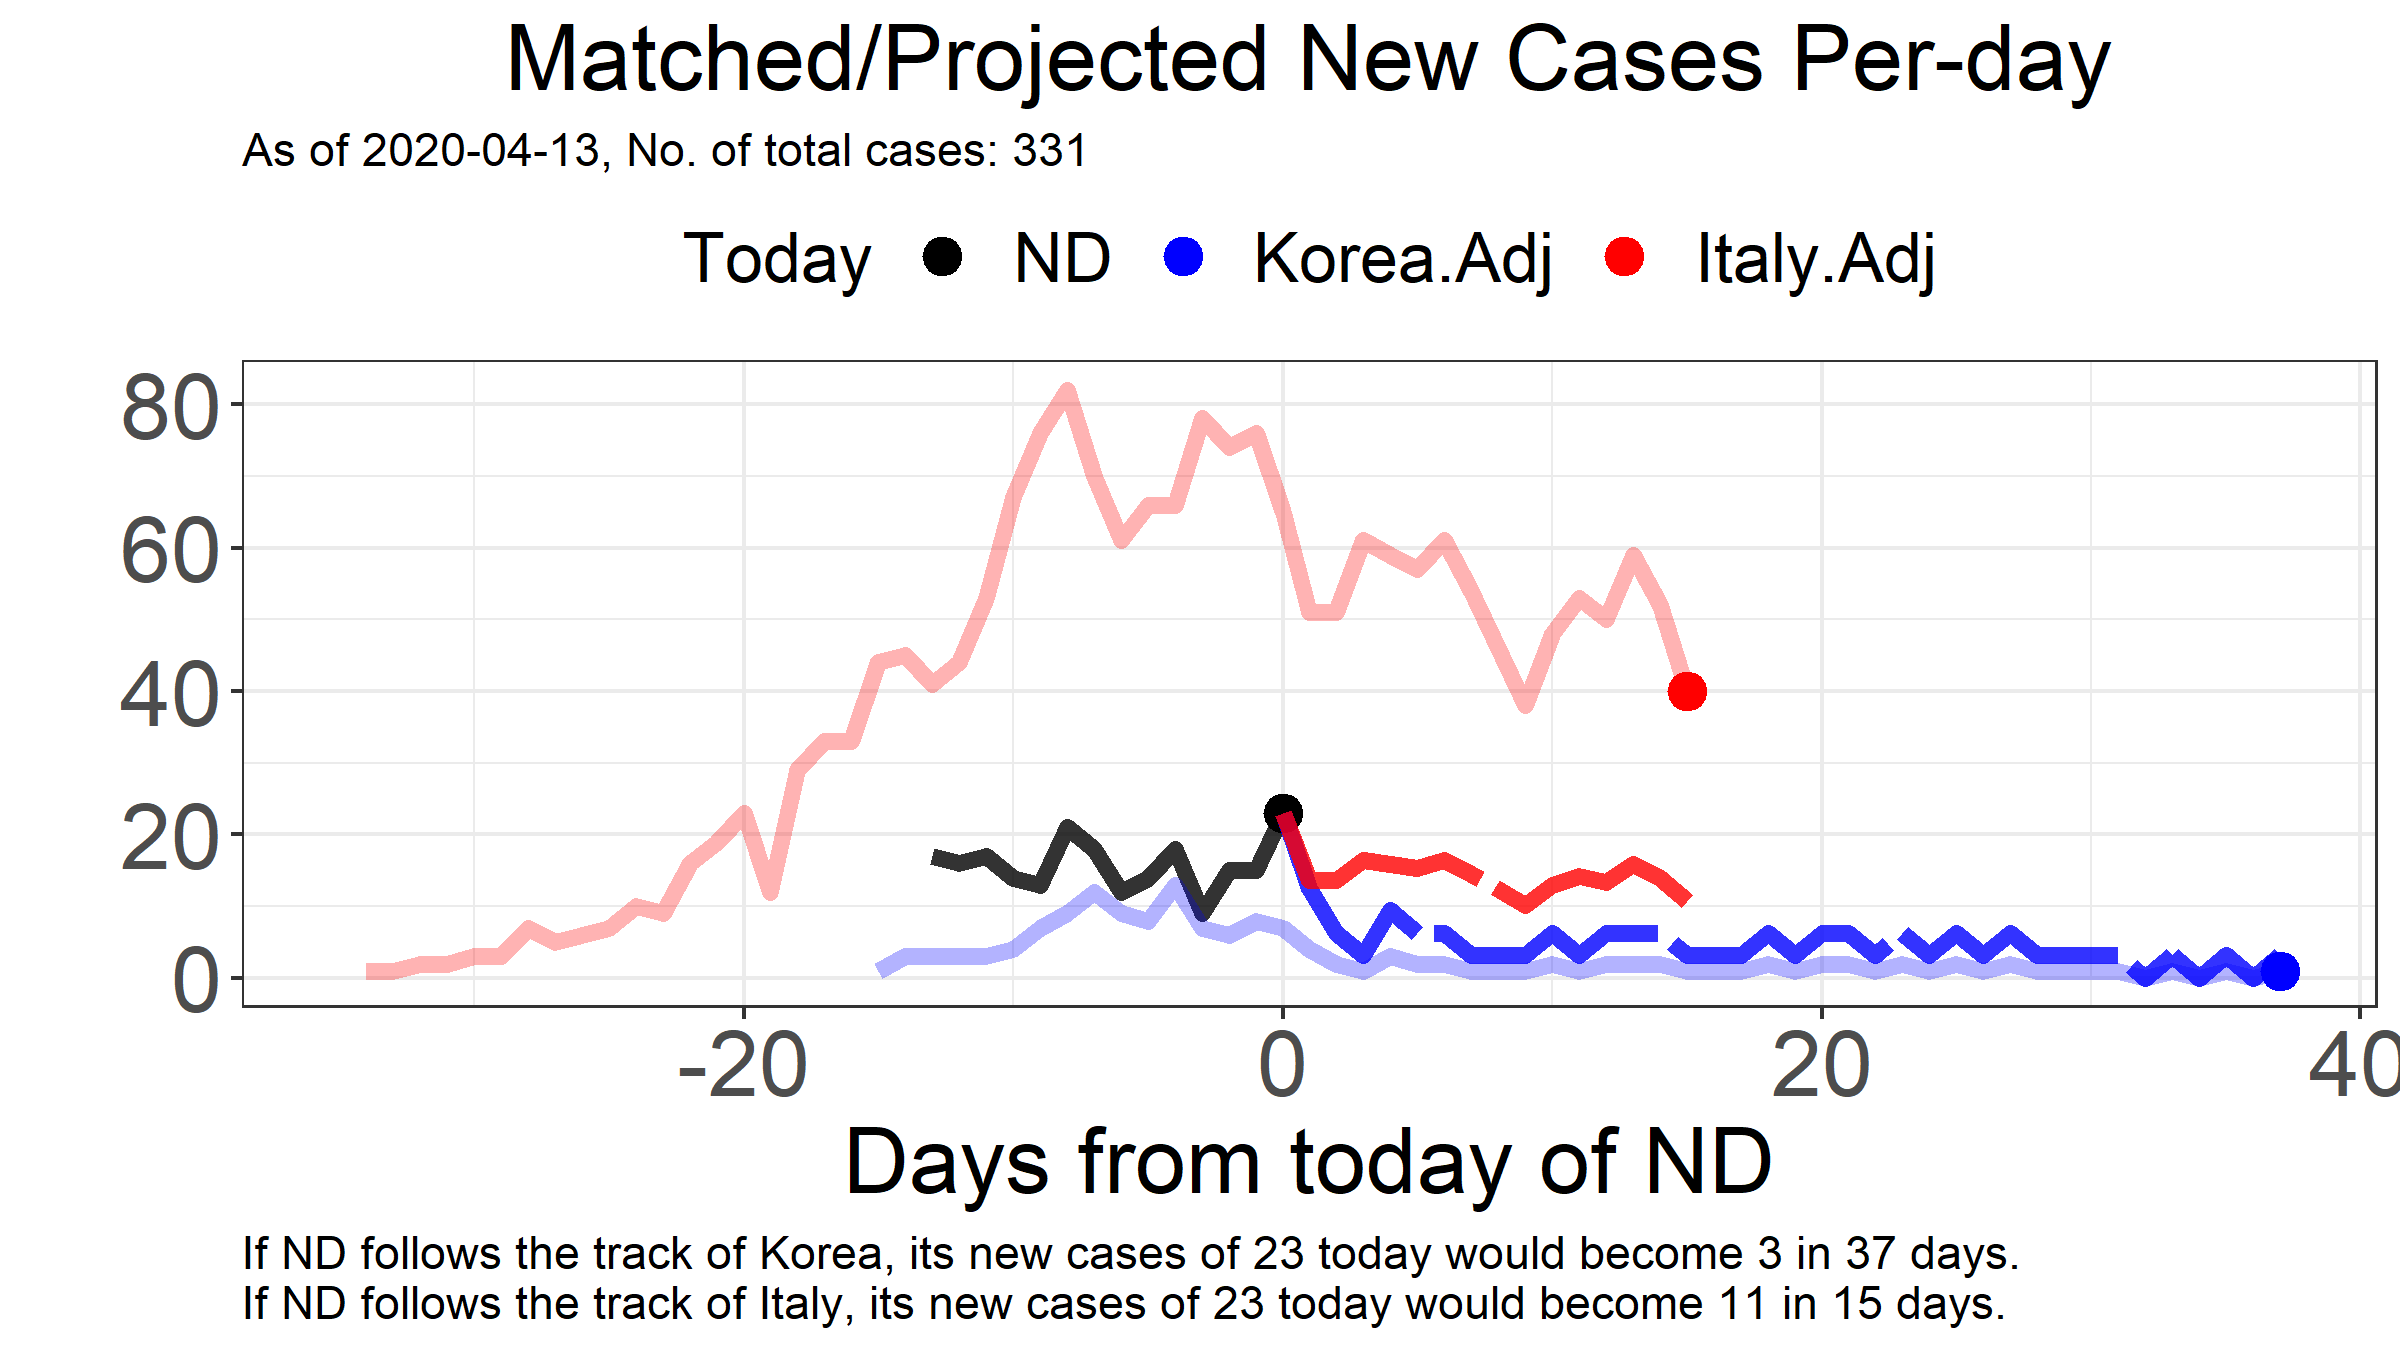 Matched/Projected New Cases Per-day
As of 2020-04-13, No. of total cases: 331
Today ND Korea.Adj Italy.Adj
80
60
40
20
0
-20 0 20 40
Days from today of ND
If ND follows the track of Korea, its new cases of 23 today would become 3 in 37 days.
If ND follows the track of Italy, its new cases of 23 today would become 11 in 15 days.